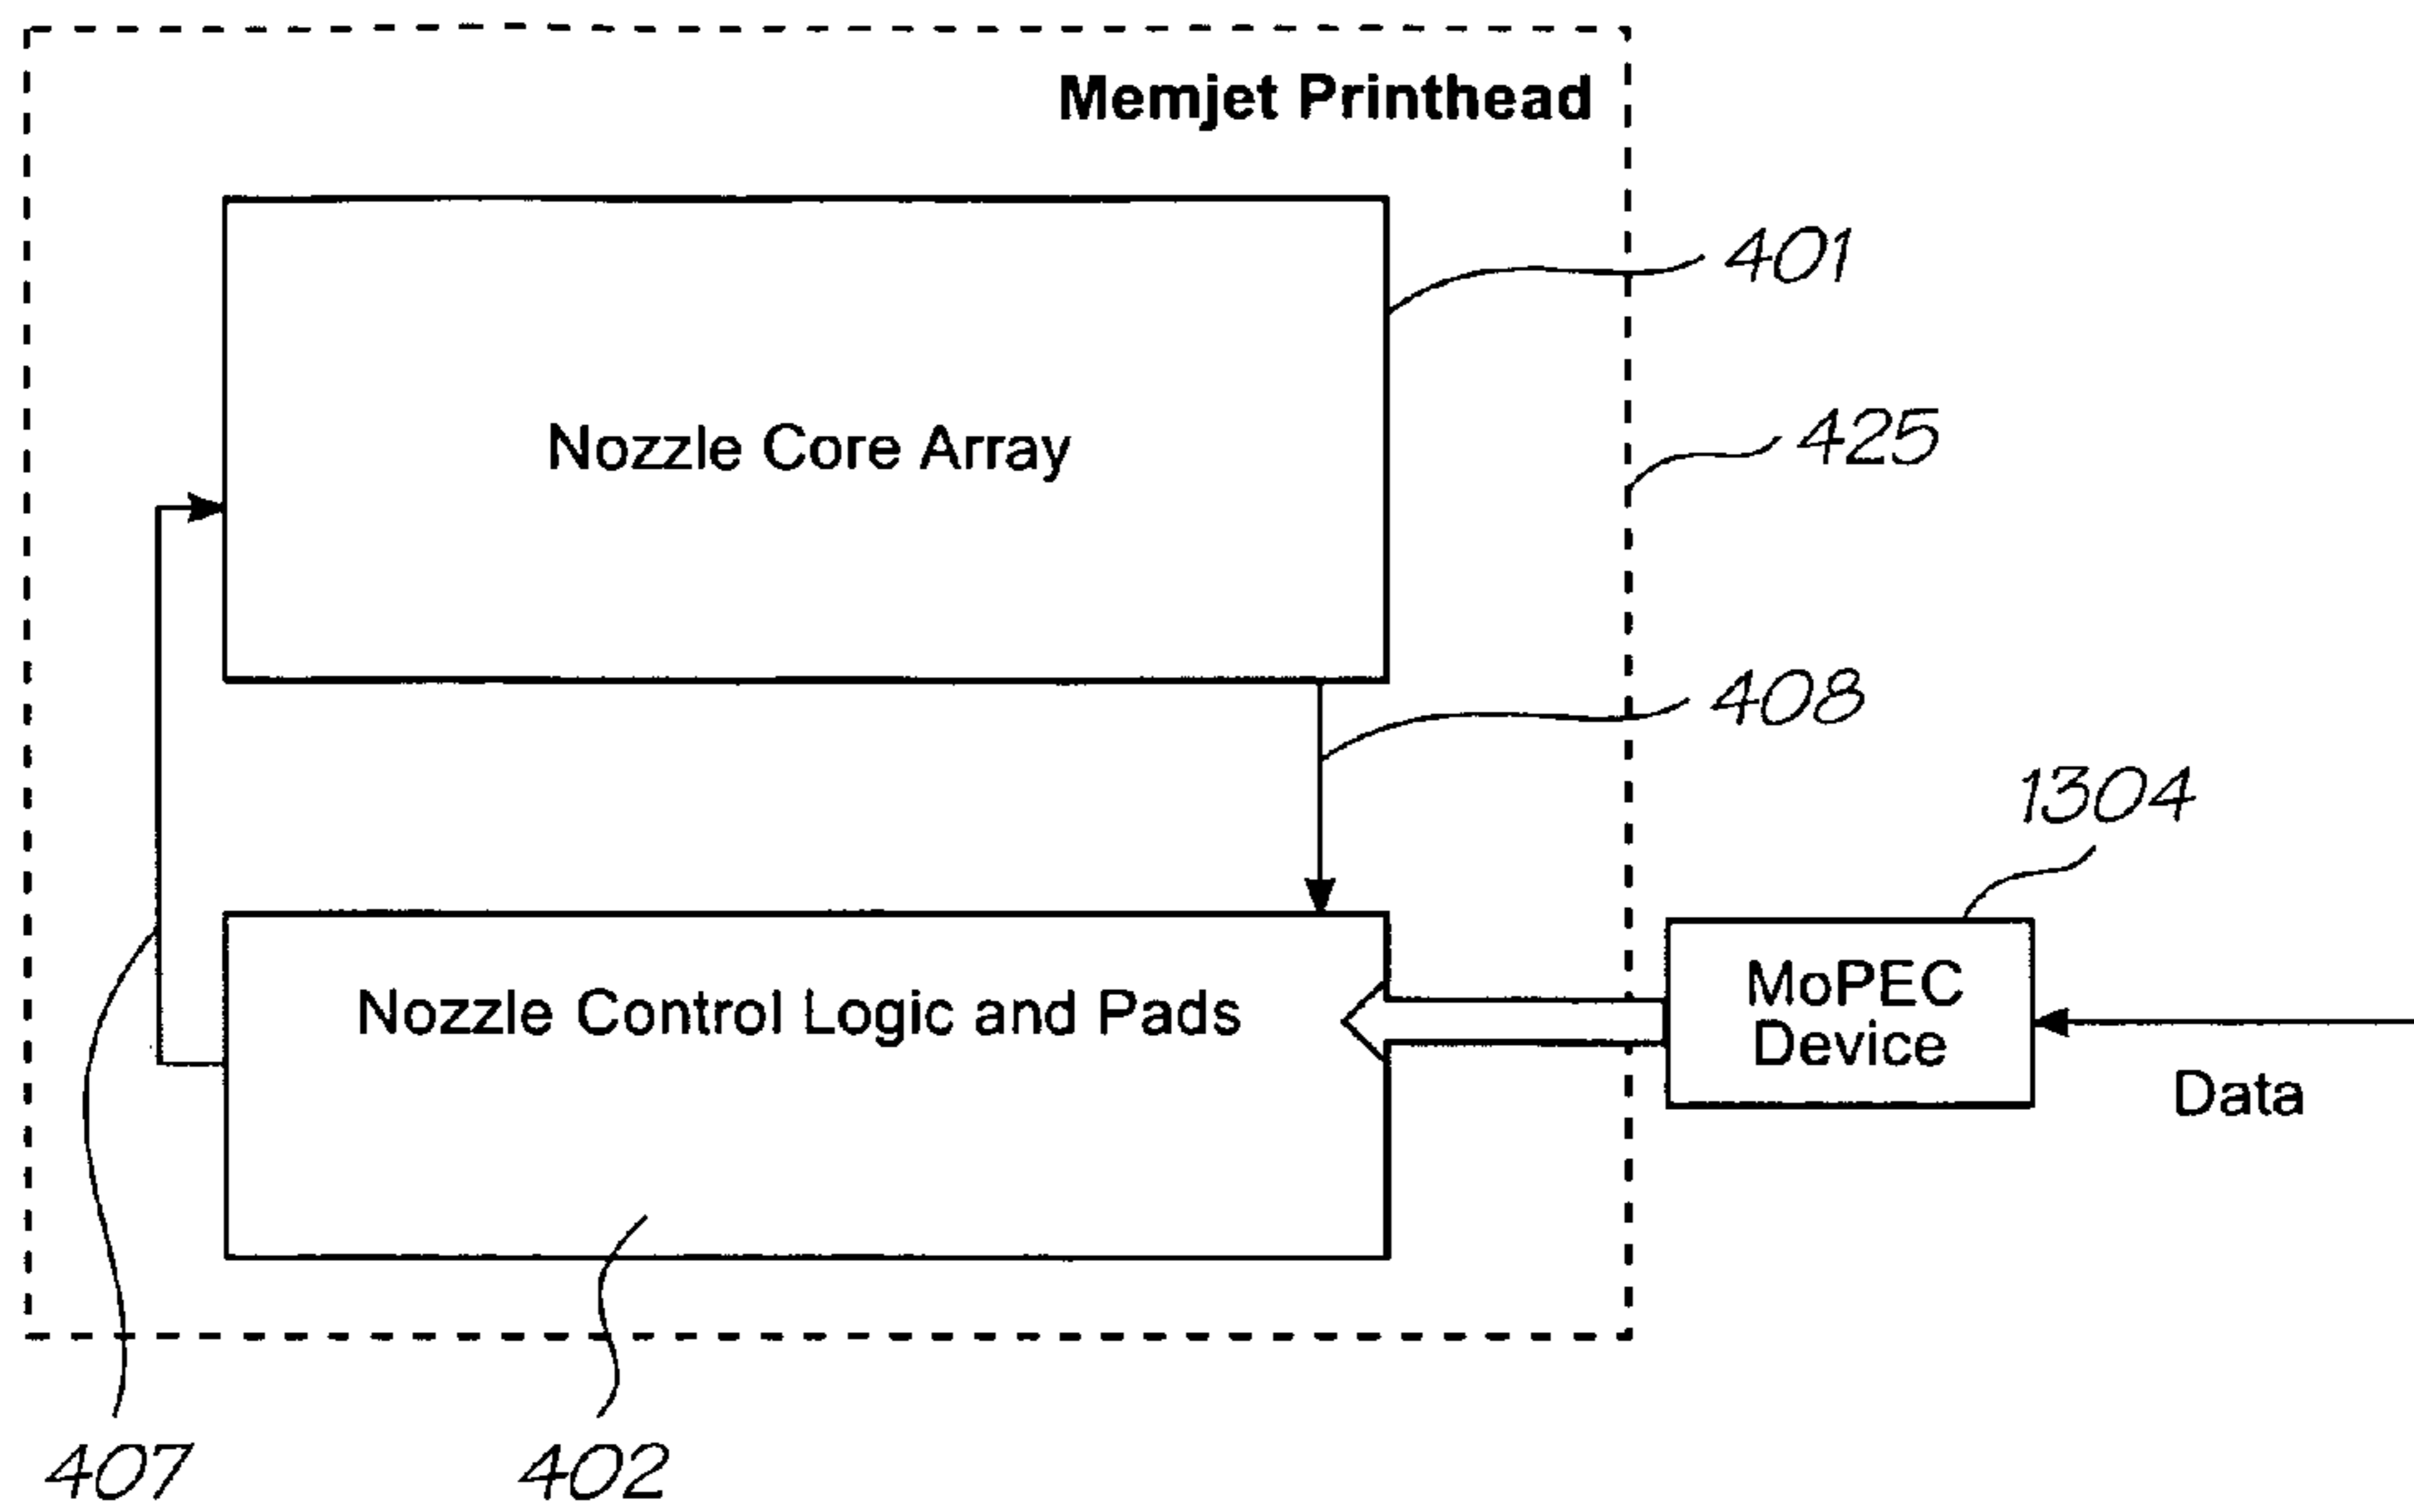 Memjet Printhead
401
425
Nozzle Core Array
408
1304
MoPEC
Device
Nozzle Control Logic and Pads
Data
407
402